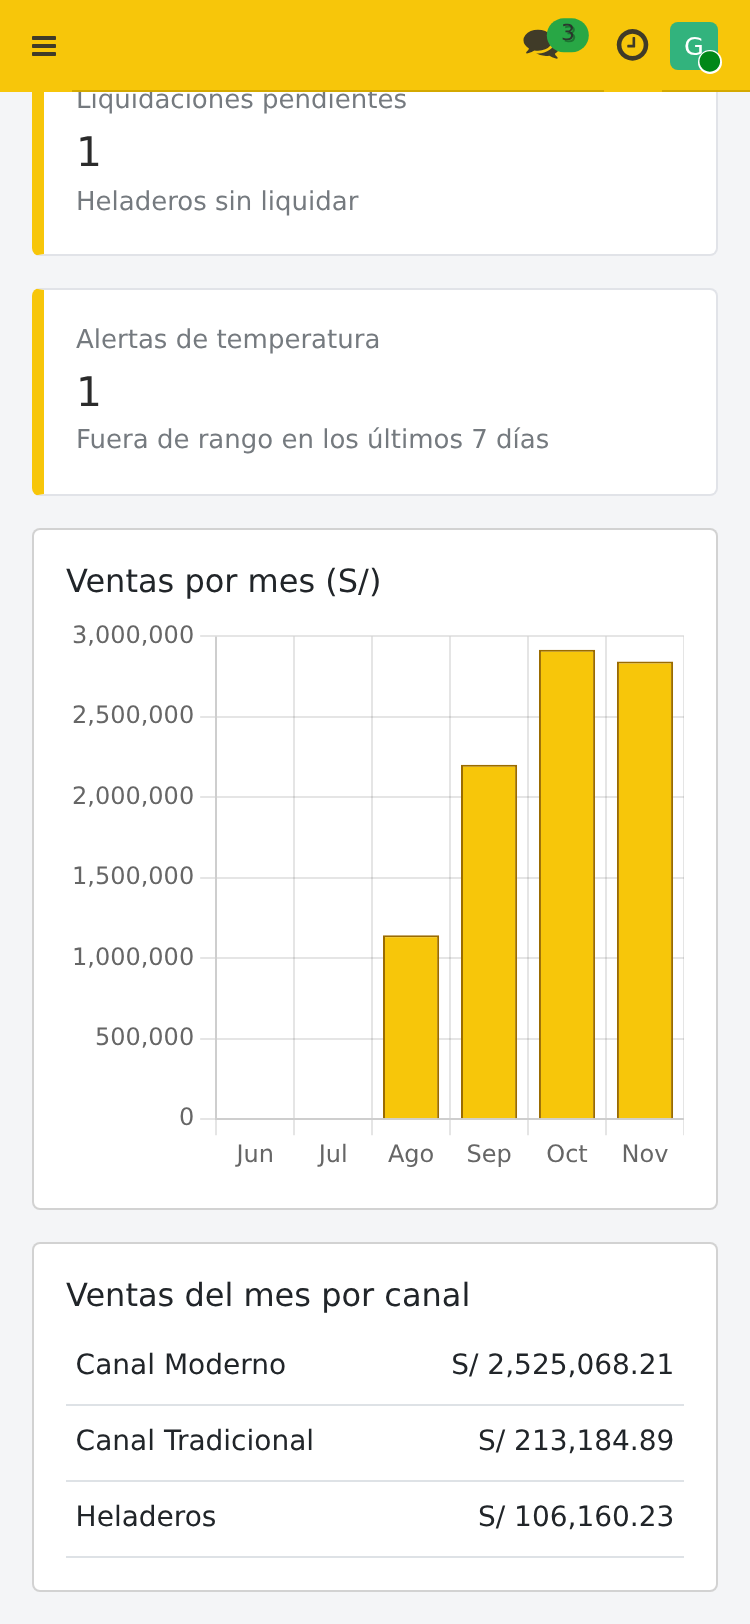 3
G
Liquidaciones pendientes
1
Heladeros sin liquidar
Alertas de temperatura
1
Fuera de rango en los últimos 7 días
Ventas por mes (S/)
3,000,000
2,500,000
2,000,000
1,500,000
1,000,000
500,000
0
Jun Jul Ago Sep Oct Nov
Ventas del mes por canal
Canal Moderno S/ 2,525,068.21
Canal Tradicional S/ 213,184.89
Heladeros S/ 106,160.23